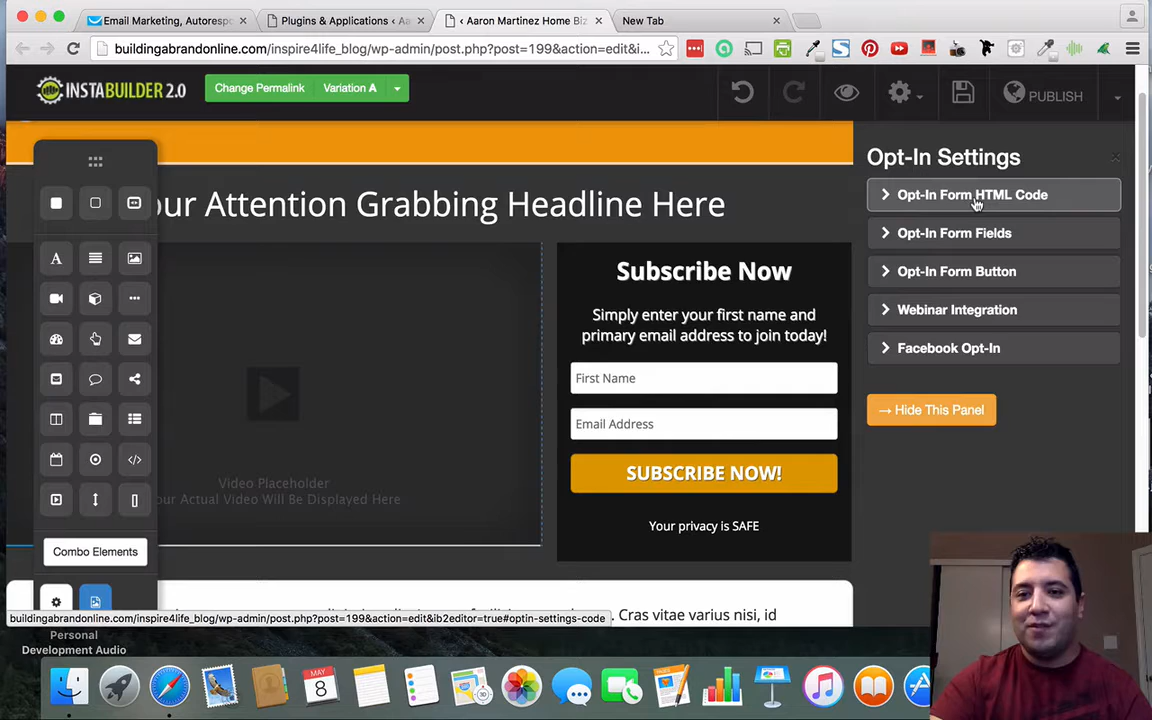 Email Marketing, Autoresp
Plugins & Applications ‹ Aa
‹ Aaron Martinez Home Biz
New Tab
buildingabrandonline.com/inspire4life_blog/wp-admin/post.php?post=199&action=edit&i...
INSTABUILDER 2.0
Change Permalink
Variation A
PUBLISH
Opt-In Settings
our Attention Grabbing Headline Here
Opt-In Form HTML Code
Opt-In Form Fields
Opt-In Form Button
Webinar Integration
Facebook Opt-In
→ Hide This Panel
Subscribe Now
Simply enter your first name and
primary email address to join today!
First Name
Email Address
SUBSCRIBE NOW!
Your privacy is SAFE
Video Placeholder
our Actual Video Will Be Displayed Here
Combo Elements
Cras vitae varius nisi, id
buildingabrandonline.com/inspire4life_blog/wp-admin/post.php?post=199&action=edit&ib2editor=true#optin-settings-code
Personal
Development Audio
MAY
8